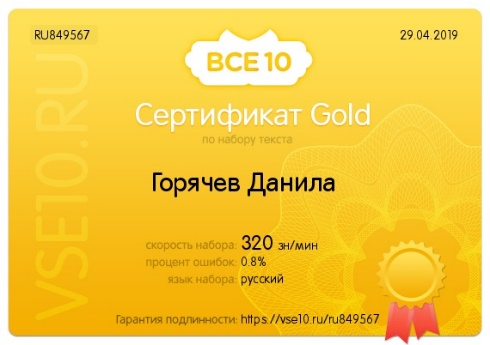 RU849567
29.04.2019
ВСЕ 10
Сертификат Gold
по набору текста
VSE10.RU
Горячев Данила
скорость набора: 320 зн/мин
процент ошибок: 0.8%
язык набора: русский
Гарантия подлинности: https://vse10.ru/ru849567